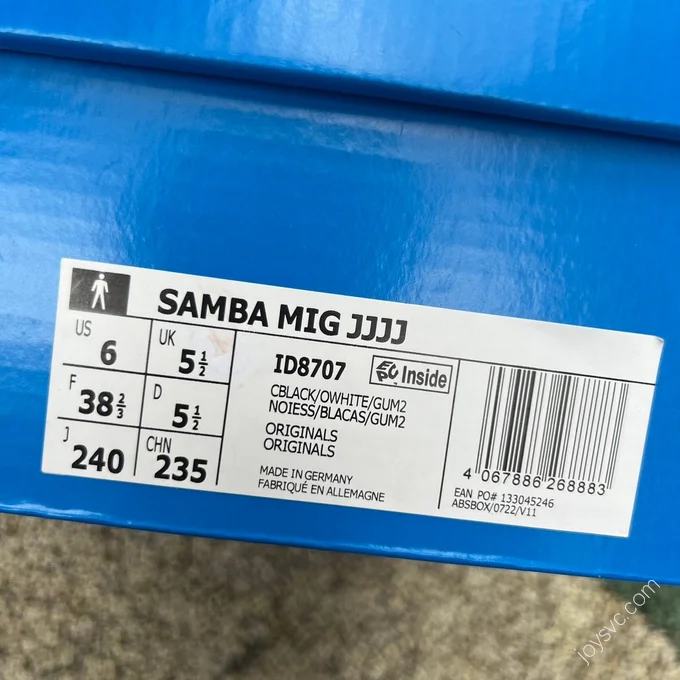 SAMBA MIG JJJJ
US 6
UK 5 1/2
F 38 2/3
D 5 1/2
J 240
CHN 235
ID8707
EPC Inside
CBLACK/OWHITE/GUM2
NOIESS/BLACAS/GUM2
ORIGINALS
ORIGINALS
MADE IN GERMANY
FABRIQUÉ EN ALLEMAGNE
4 067886 268883
EAN PO# 133045246
ABSBOX/0722/V11
joysvc.com